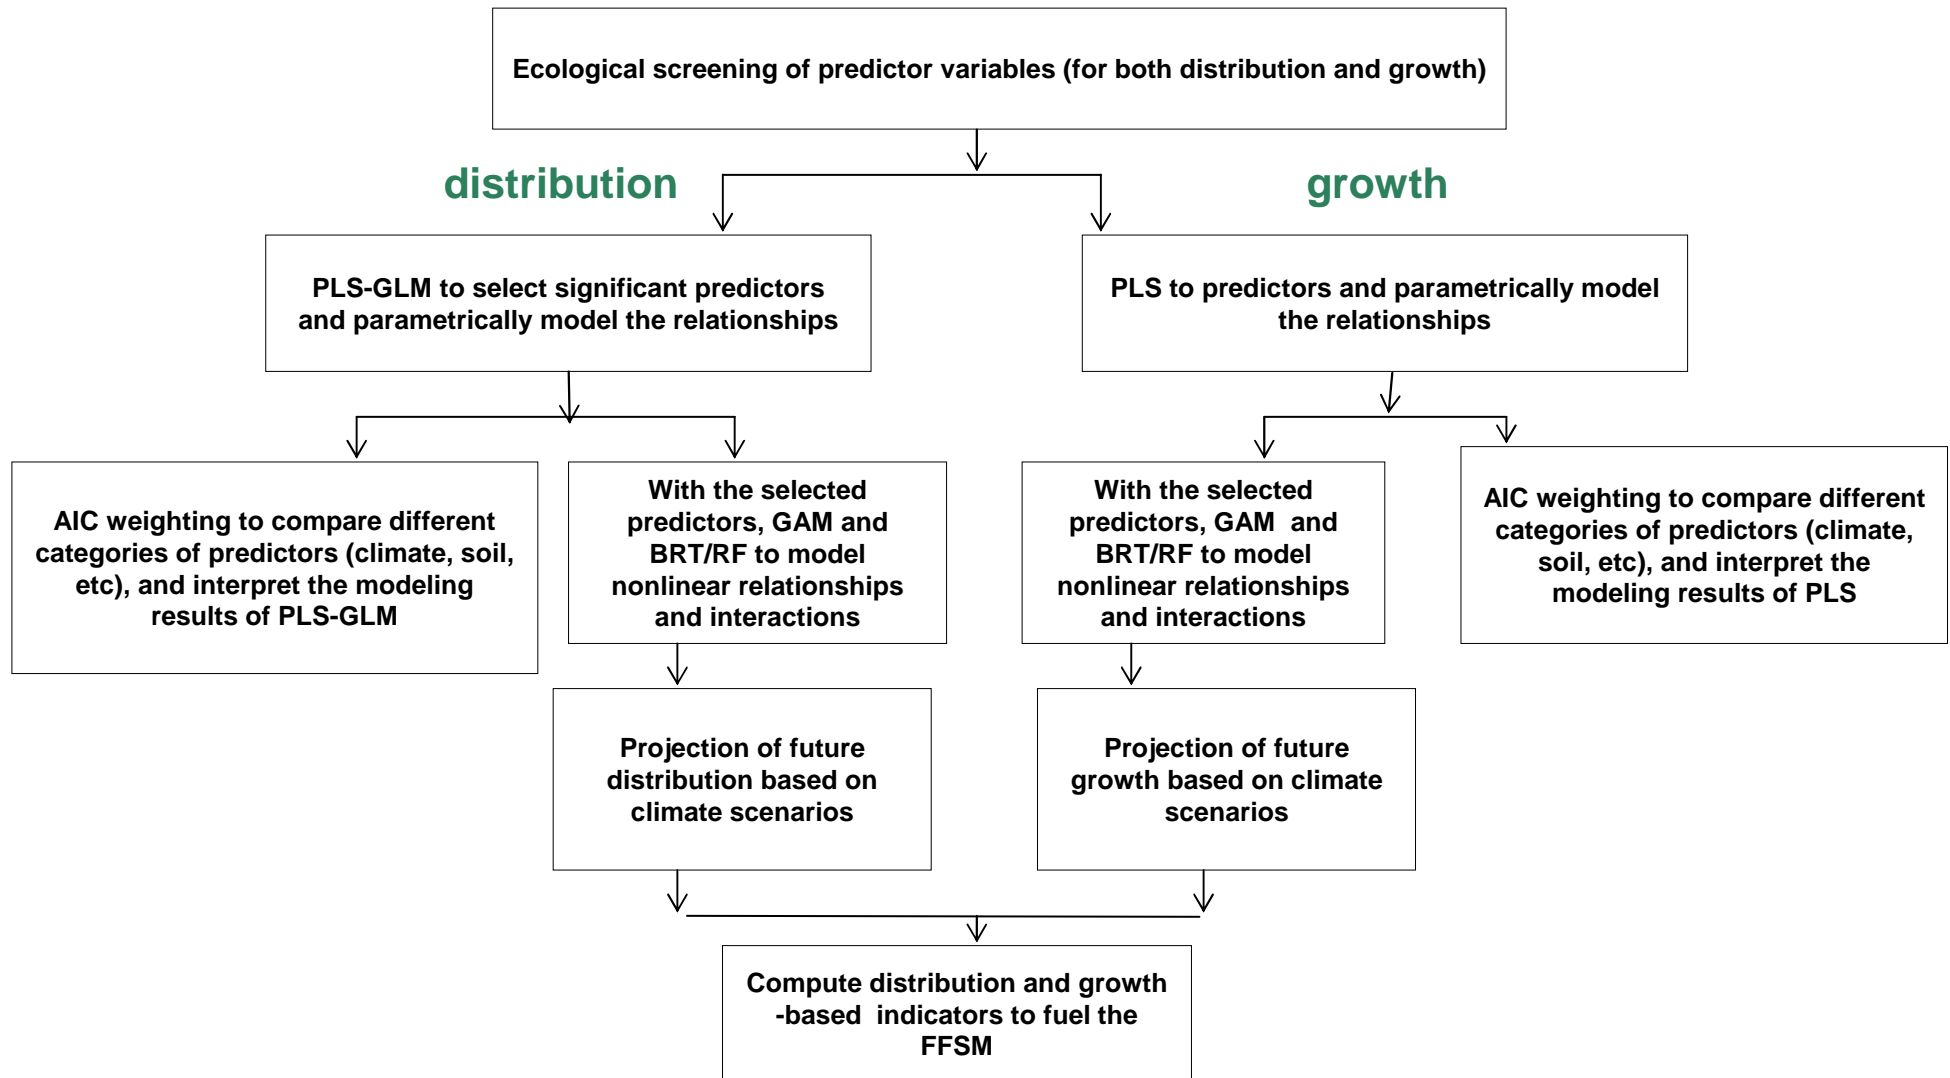 Ecological screening of predictor variables (for both distribution and growth)
distribution
growth
PLS-GLM to select significant predictors
and parametrically model the relationships
PLS to predictors and parametrically model
the relationships
AIC weighting to compare different
categories of predictors (climate, soil,
etc), and interpret the modeling
results of PLS-GLM
With the selected
predictors, GAM and
BRT/RF to model
nonlinear relationships
and interactions
With the selected
predictors, GAM  and
BRT/RF to model
nonlinear relationships
and interactions
AIC weighting to compare different
categories of predictors (climate,
soil, etc), and interpret the
modeling results of PLS
Projection of future
distribution based on
climate scenarios
Projection of future
growth based on climate
scenarios
Compute distribution and growth
-based  indicators to fuel the
FFSM